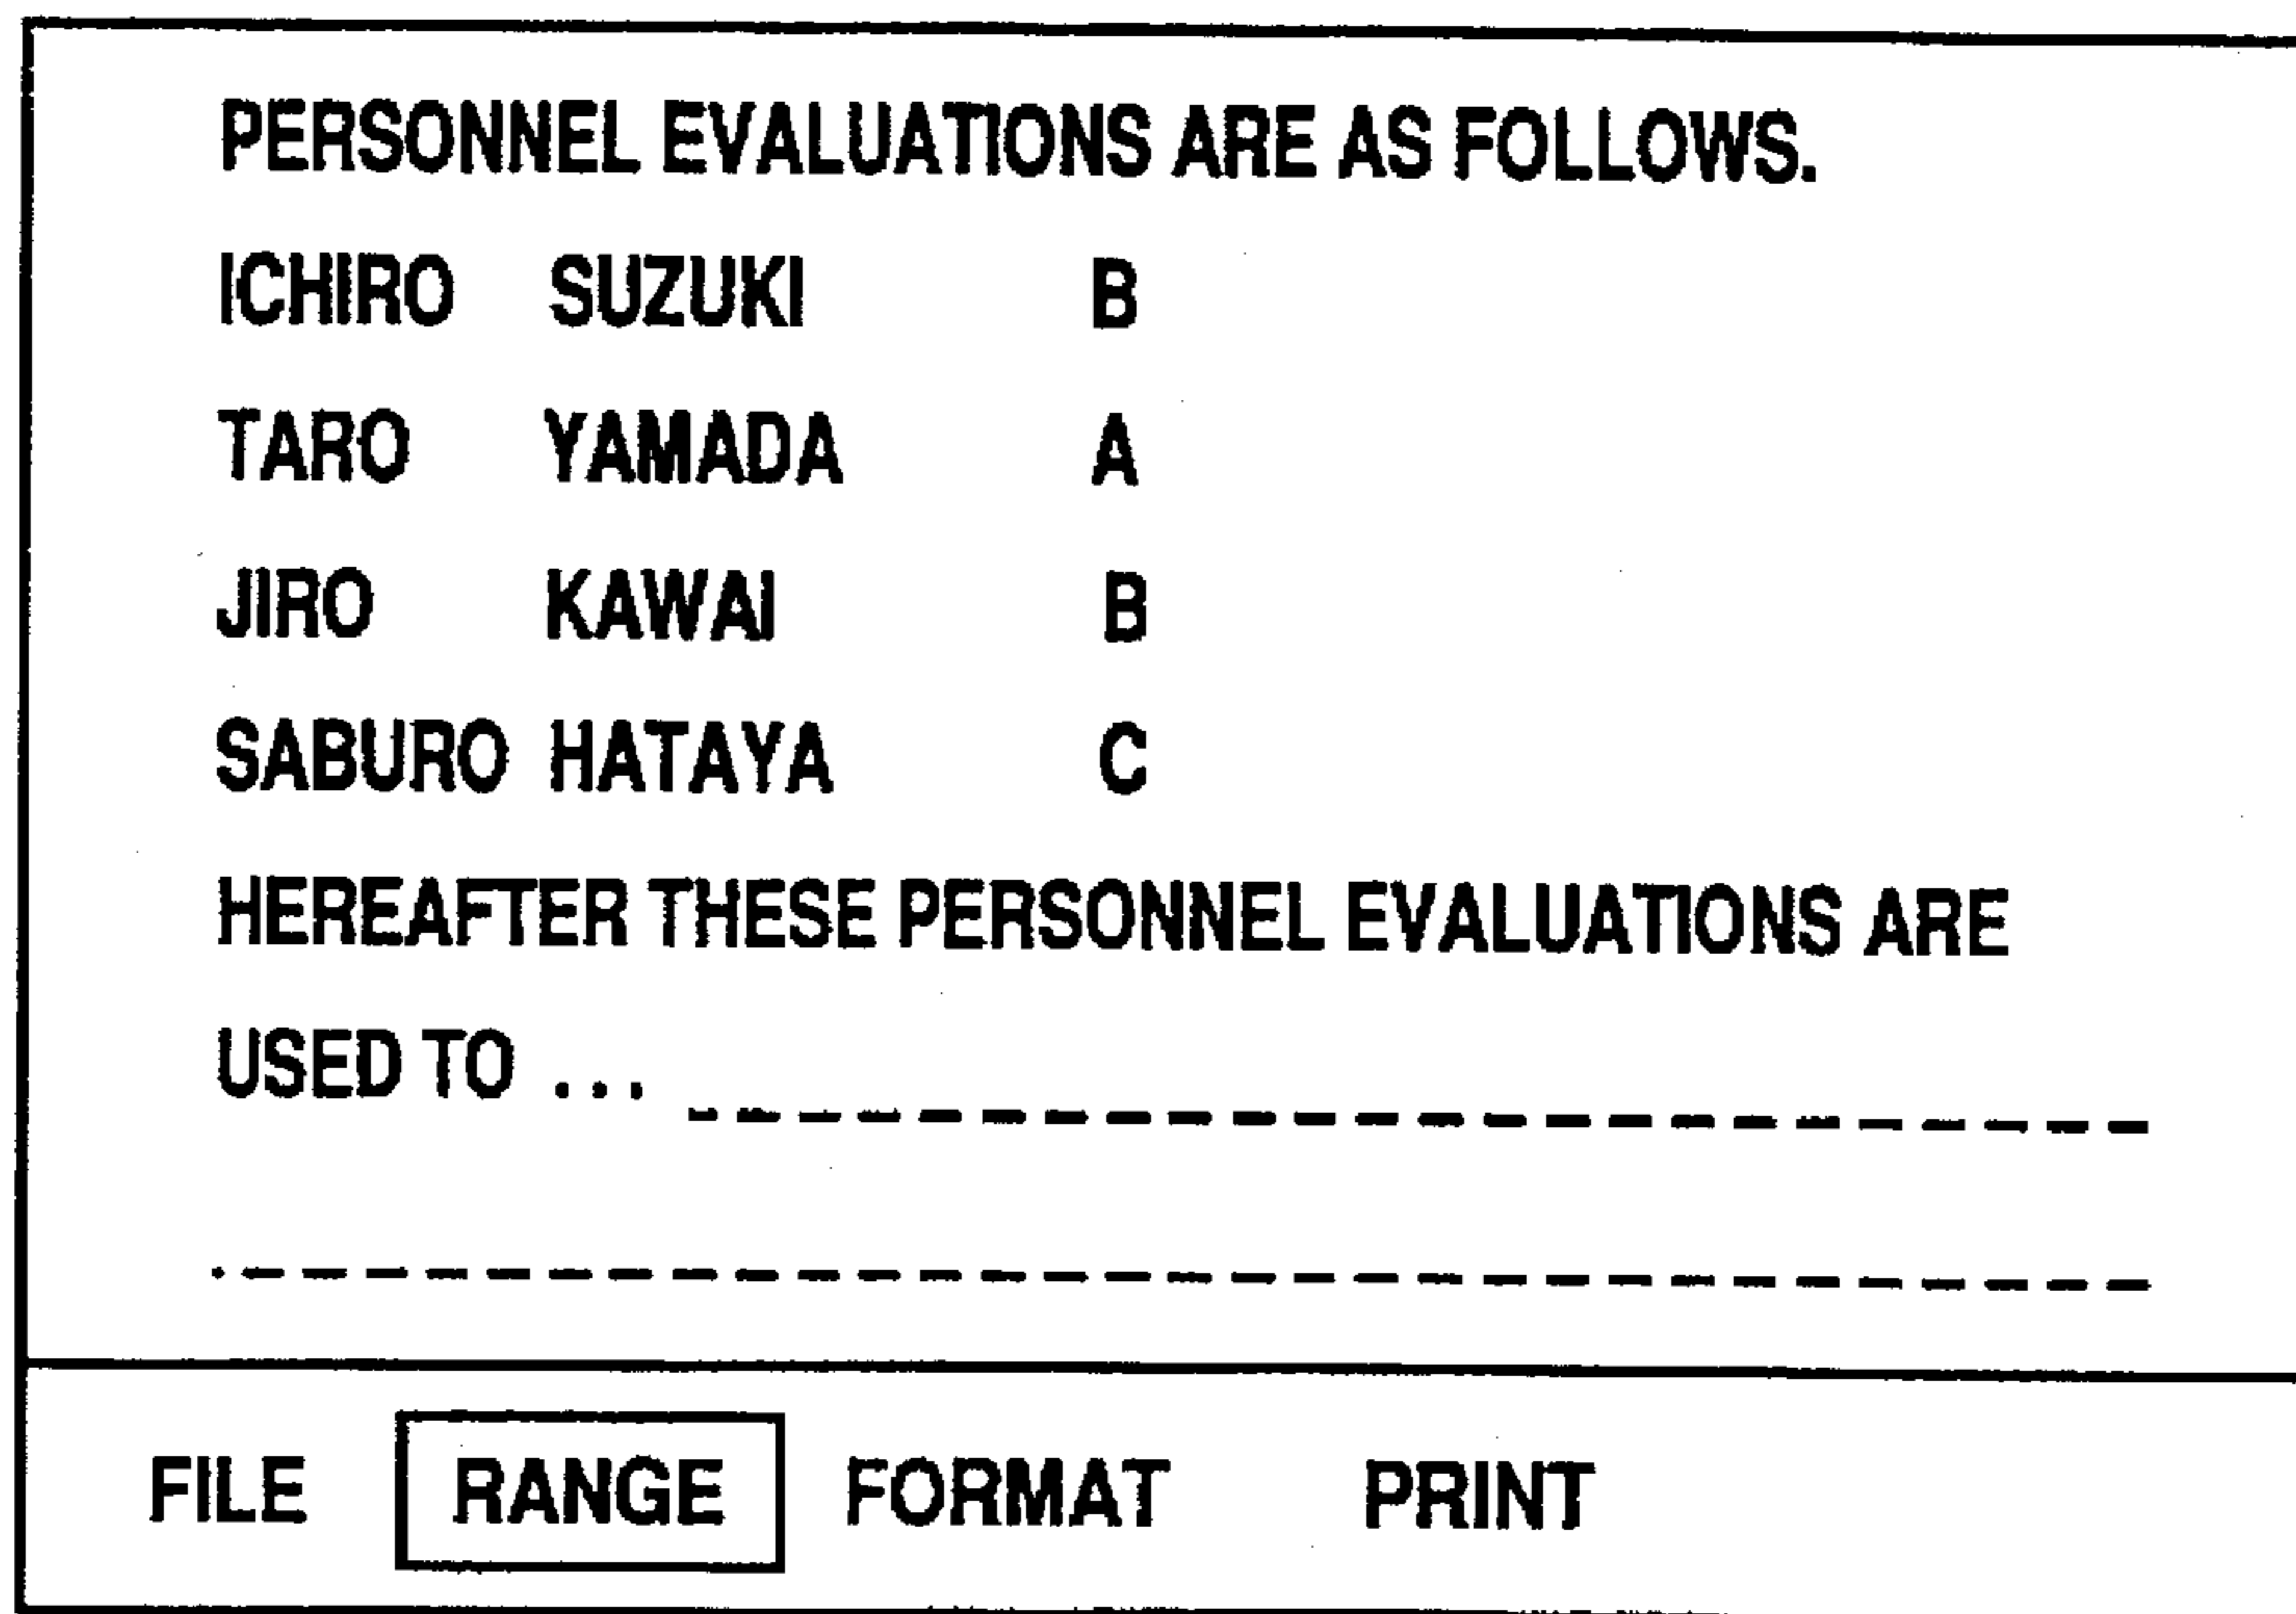 PERSONNEL EVALUATIONS ARE AS FOLLOWS.
ICHIRO SUZUKI B
TARO YAMADA A
JIRO KAWAI B
SABURO HATAYA C
HEREAFTER THESE PERSONNEL EVALUATIONS ARE
USED TO ...
FILE RANGE FORMAT PRINT